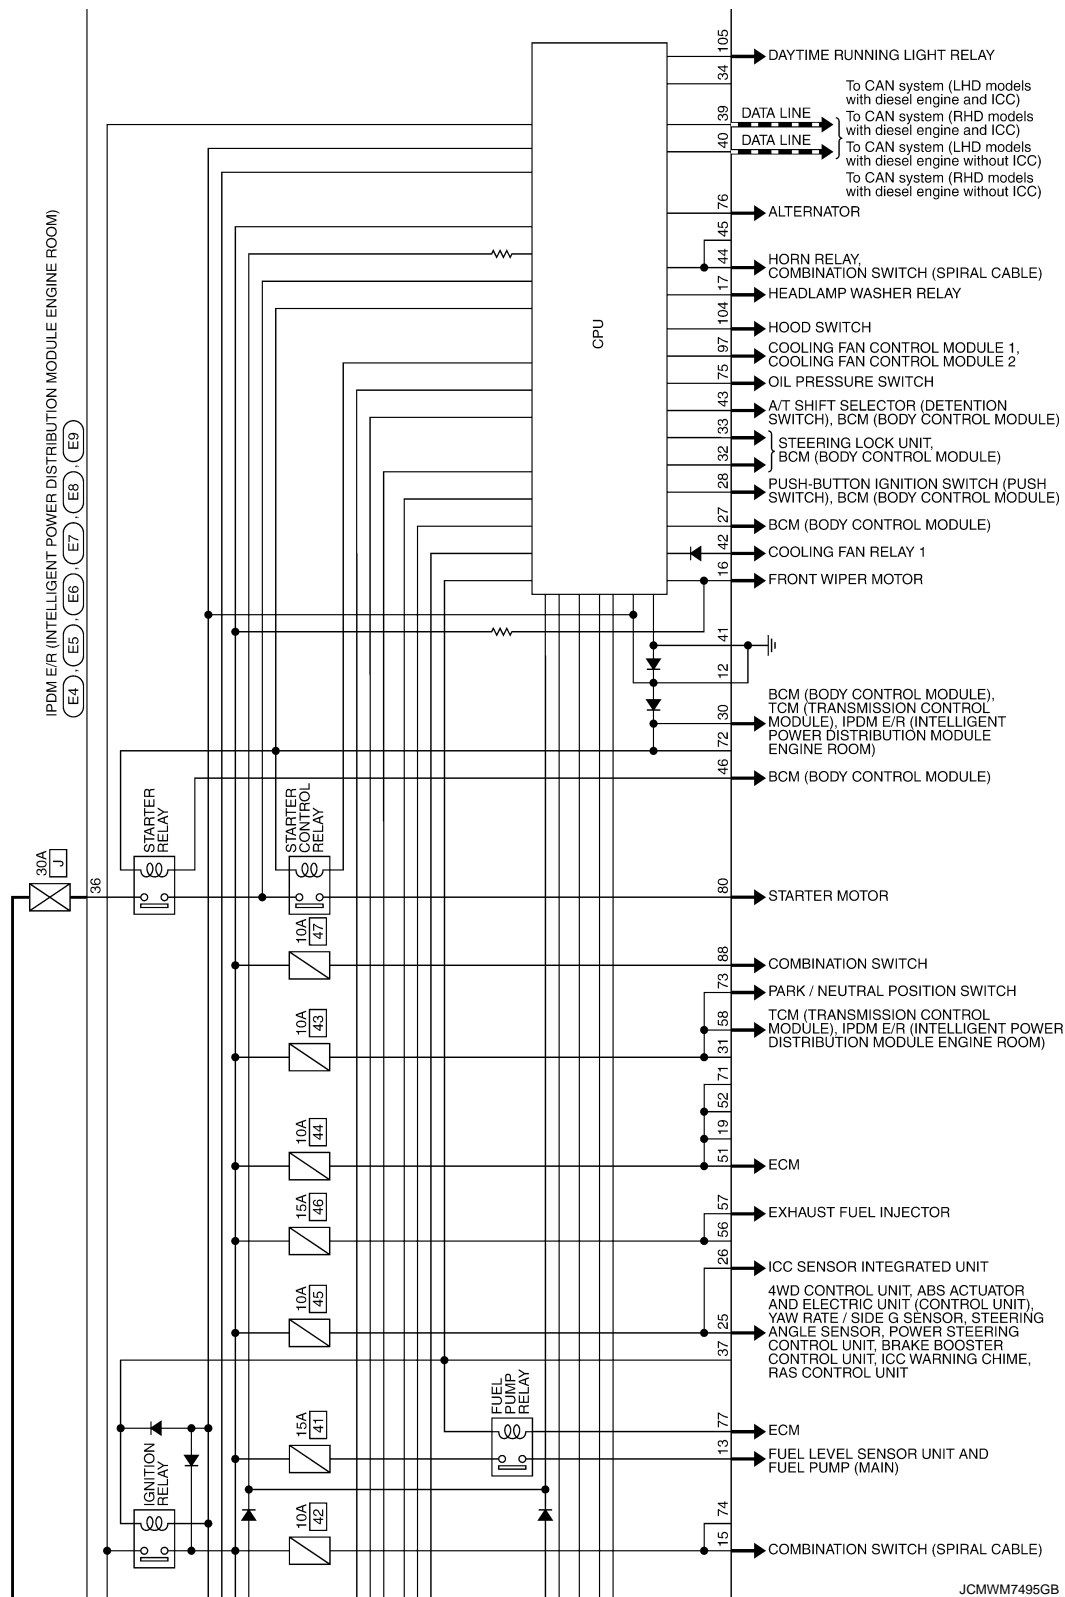 105
DAYTIME RUNNING LIGHT RELAY
34
To CAN system (LHD models
with diesel engine and ICC)
39
DATA LINE
To CAN system (RHD models
with diesel engine and ICC)
40
DATA LINE
To CAN system (LHD models
with diesel engine without ICC)
To CAN system (RHD models
with diesel engine without ICC)
76
ALTERNATOR
45
44
HORN RELAY,
COMBINATION SWITCH (SPIRAL CABLE)
17
HEADLAMP WASHER RELAY
104
HOOD SWITCH
97
COOLING FAN CONTROL MODULE 1,
COOLING FAN CONTROL MODULE 2
75
OIL PRESSURE SWITCH
43
A/T SHIFT SELECTOR (DETENTION
SWITCH), BCM (BODY CONTROL MODULE)
33
32
STEERING LOCK UNIT,
BCM (BODY CONTROL MODULE)
28
PUSH-BUTTON IGNITION SWITCH (PUSH
SWITCH), BCM (BODY CONTROL MODULE)
27
BCM (BODY CONTROL MODULE)
42
COOLING FAN RELAY 1
16
FRONT WIPER MOTOR
CPU
IPDM E/R (INTELLIGENT POWER DISTRIBUTION MODULE ENGINE ROOM)
E4 , E5 , E6 , E7 , E8 , E9
41
12
30
BCM (BODY CONTROL MODULE),
TCM (TRANSMISSION CONTROL
MODULE), IPDM E/R (INTELLIGENT
POWER DISTRIBUTION MODULE
ENGINE ROOM)
72
46
BCM (BODY CONTROL MODULE)
STARTER
RELAY
STARTER
CONTROL
RELAY
30A
J
36
80
STARTER MOTOR
10A
47
88
COMBINATION SWITCH
73
PARK / NEUTRAL POSITION SWITCH
10A
43
58
TCM (TRANSMISSION CONTROL
MODULE), IPDM E/R (INTELLIGENT POWER
DISTRIBUTION MODULE ENGINE ROOM)
31
71
52
19
10A
44
51
ECM
15A
46
57
EXHAUST FUEL INJECTOR
56
26
ICC SENSOR INTEGRATED UNIT
10A
45
25
4WD CONTROL UNIT, ABS ACTUATOR
AND ELECTRIC UNIT (CONTROL UNIT),
YAW RATE / SIDE G SENSOR, STEERING
ANGLE SENSOR, POWER STEERING
CONTROL UNIT, BRAKE BOOSTER
CONTROL UNIT, ICC WARNING CHIME,
RAS CONTROL UNIT
37
FUEL
PUMP
RELAY
15A
41
77
ECM
13
FUEL LEVEL SENSOR UNIT AND
FUEL PUMP (MAIN)
IGNITION
RELAY
10A
42
74
15
COMBINATION SWITCH (SPIRAL CABLE)
JCMWM7495GB